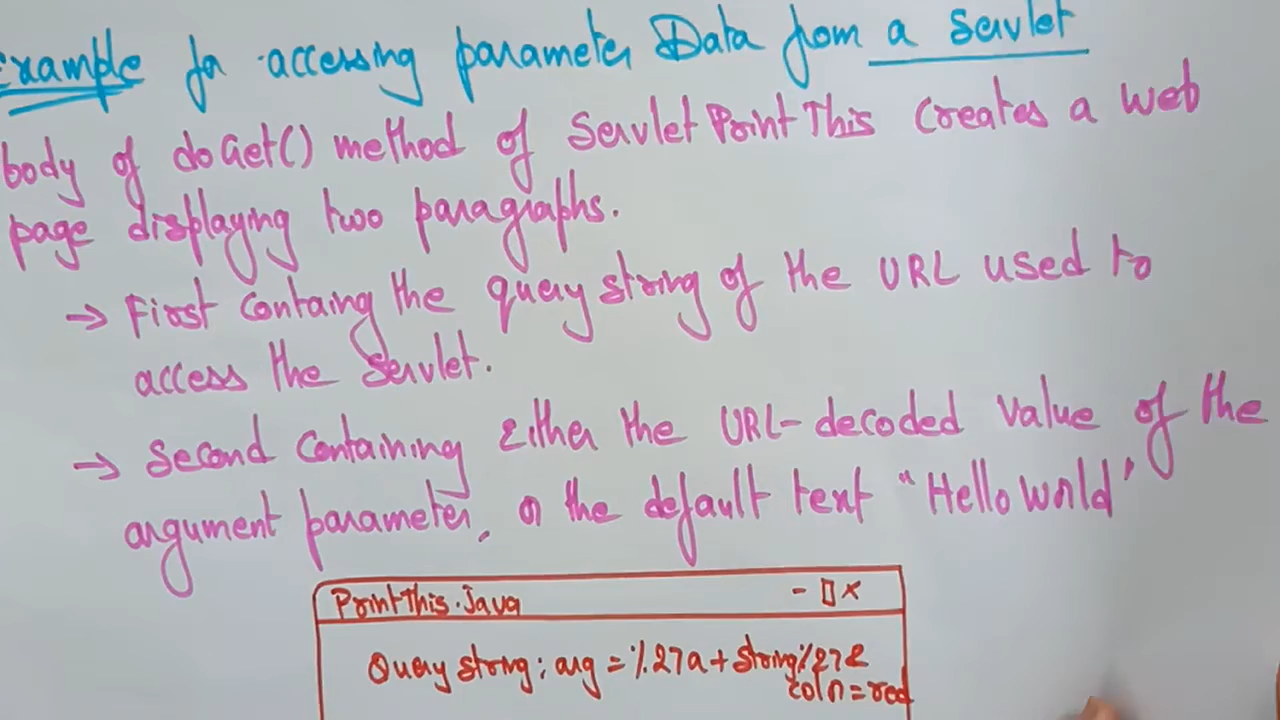 Example for accessing parameter Data from a Servlet
body of doGet() method of Servlet PrintThis Creates a Web
page displaying two paragraphs.
→ First Containg the query string of the URL used to
access the Servlet.
→ Second Containing Either the URL-decoded value of the
argument parameter, or the default text "Hello World"
PrintThis.Java - ▯ x
Query string: arg = %27a + string%27&
color = red